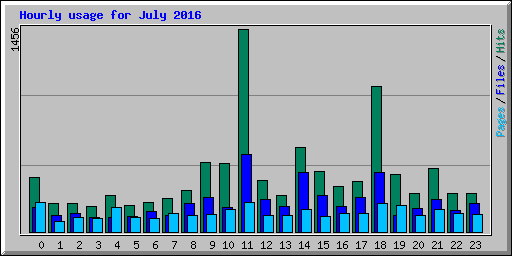 Hourly usage for July 2016
1456
Pages/Files/Hits
0 1 2 3 4 5 6 7 8 9 10 11 12 13 14 15 16 17 18 19 20 21 22 23